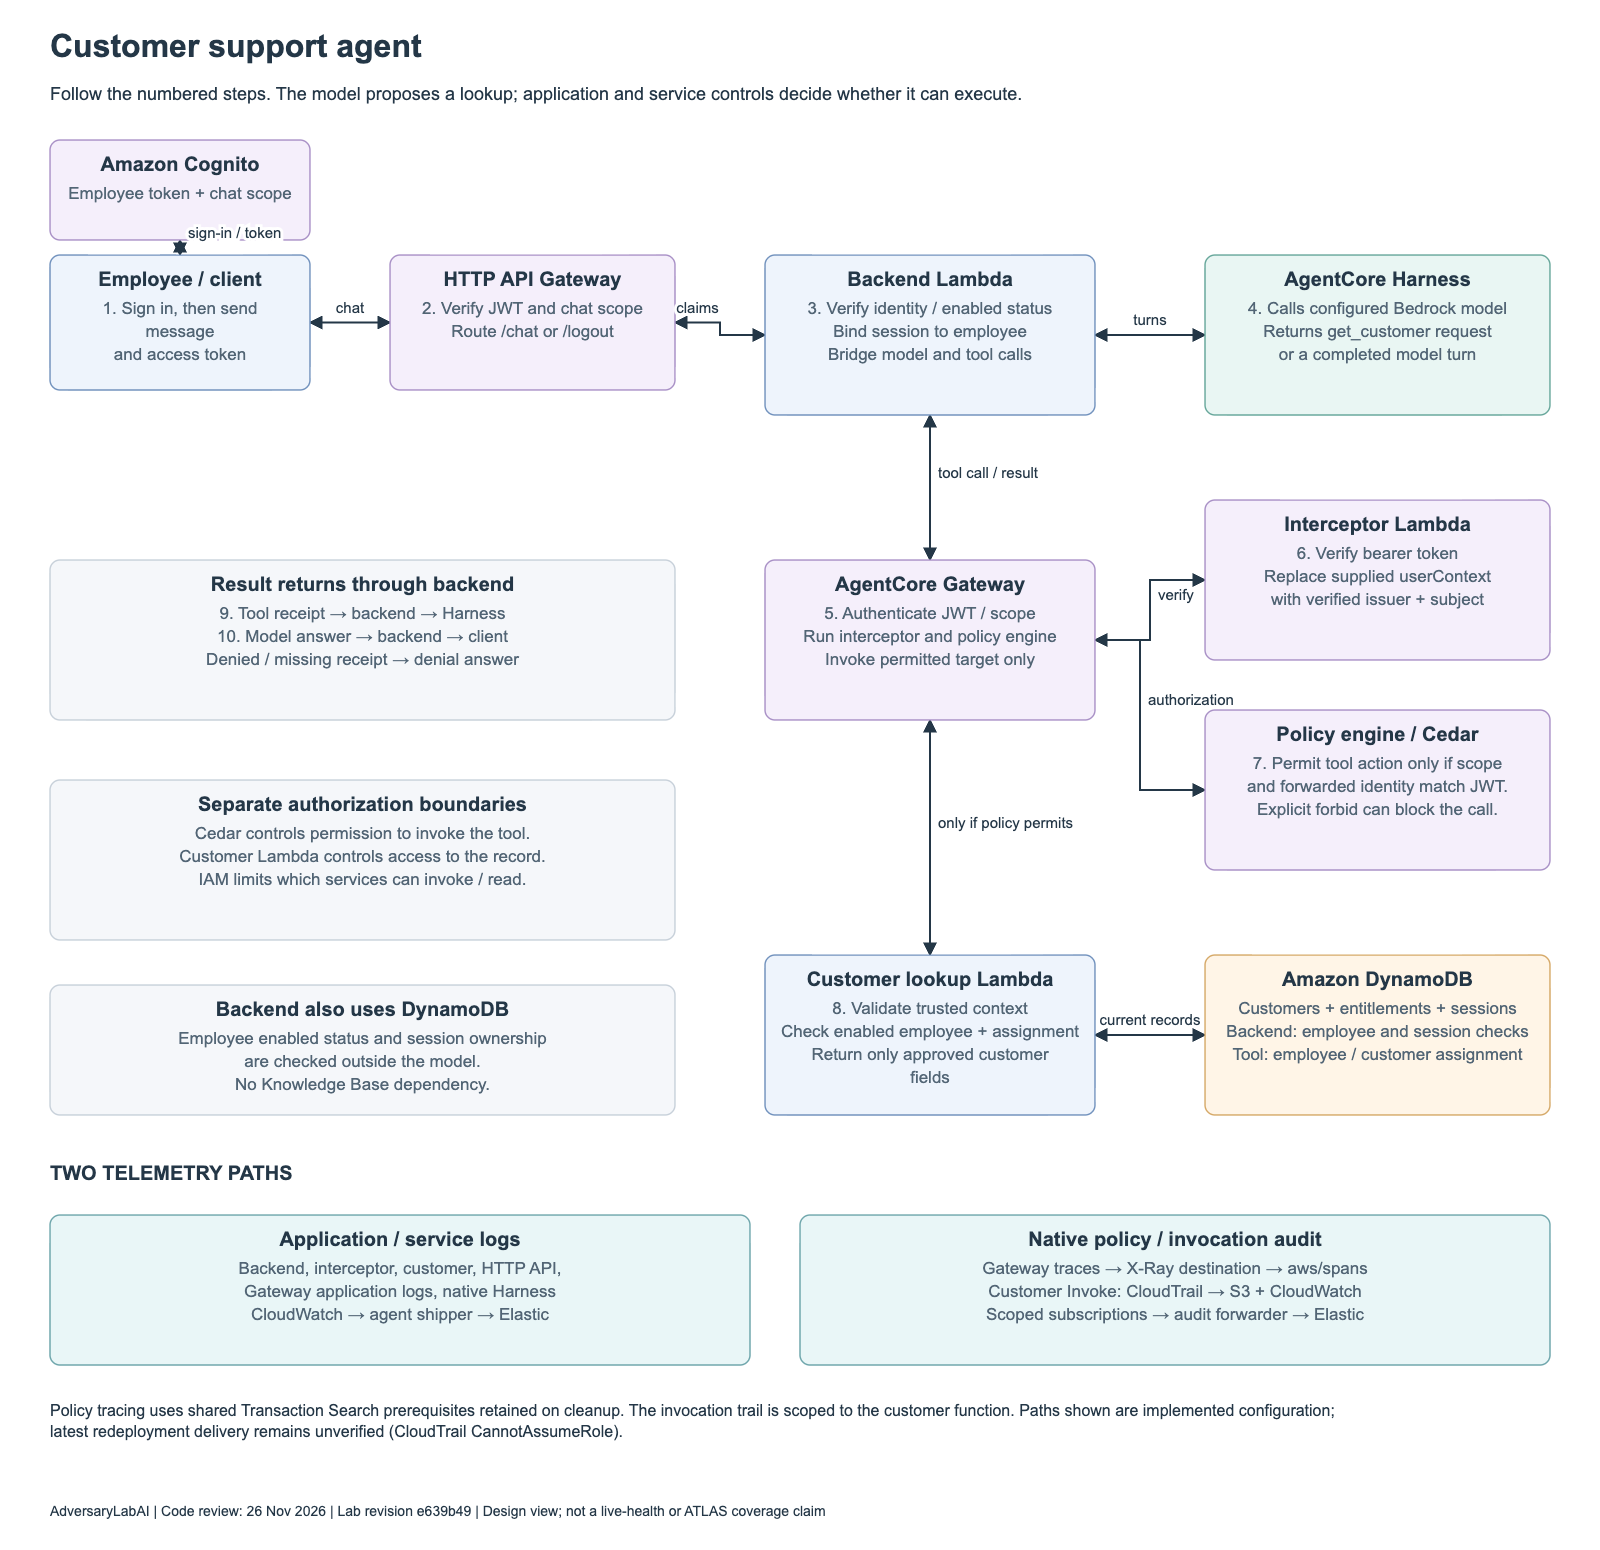 Customer support agent
Follow the numbered steps. The model proposes a lookup; application and service controls decide whether it can execute.
Amazon Cognito
Employee token + chat scope
sign-in / token
Employee / client
1. Sign in, then send
message
and access token
chat
HTTP API Gateway
2. Verify JWT and chat scope
Route /chat or /logout
claims
Backend Lambda
3. Verify identity / enabled status
Bind session to employee
Bridge model and tool calls
turns
AgentCore Harness
4. Calls configured Bedrock model
Returns get_customer request
or a completed model turn
tool call / result
Interceptor Lambda
6. Verify bearer token
Replace supplied userContext
with verified issuer + subject
Result returns through backend
9. Tool receipt → backend → Harness
10. Model answer → backend → client
Denied / missing receipt → denial answer
AgentCore Gateway
5. Authenticate JWT / scope
Run interceptor and policy engine
Invoke permitted target only
verify
authorization
Policy engine / Cedar
7. Permit tool action only if scope
and forwarded identity match JWT.
Explicit forbid can block the call.
Separate authorization boundaries
Cedar controls permission to invoke the tool.
Customer Lambda controls access to the record.
IAM limits which services can invoke / read.
only if policy permits
Backend also uses DynamoDB
Employee enabled status and session ownership
are checked outside the model.
No Knowledge Base dependency.
Customer lookup Lambda
8. Validate trusted context
Check enabled employee + assignment
Return only approved customer
fields
current records
Amazon DynamoDB
Customers + entitlements + sessions
Backend: employee and session checks
Tool: employee / customer assignment
TWO TELEMETRY PATHS
Application / service logs
Backend, interceptor, customer, HTTP API,
Gateway application logs, native Harness
CloudWatch → agent shipper → Elastic
Native policy / invocation audit
Gateway traces → X-Ray destination → aws/spans
Customer Invoke: CloudTrail → S3 + CloudWatch
Scoped subscriptions → audit forwarder → Elastic
Policy tracing uses shared Transaction Search prerequisites retained on cleanup. The invocation trail is scoped to the customer function. Paths shown are implemented configuration;
latest redeployment delivery remains unverified (CloudTrail CannotAssumeRole).
AdversaryLabAI | Code review: 26 Nov 2026 | Lab revision e639b49 | Design view; not a live-health or ATLAS coverage claim